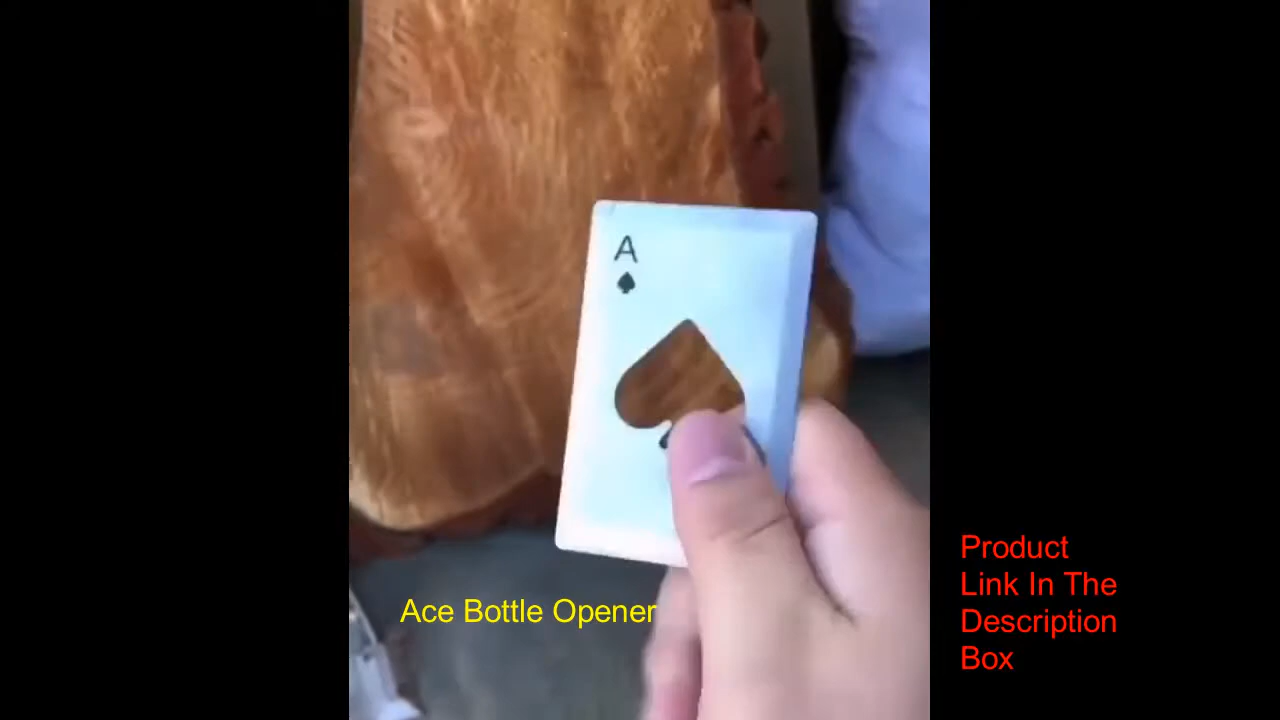 A
Ace Bottle Opener
Product
Link In The
Description
Box